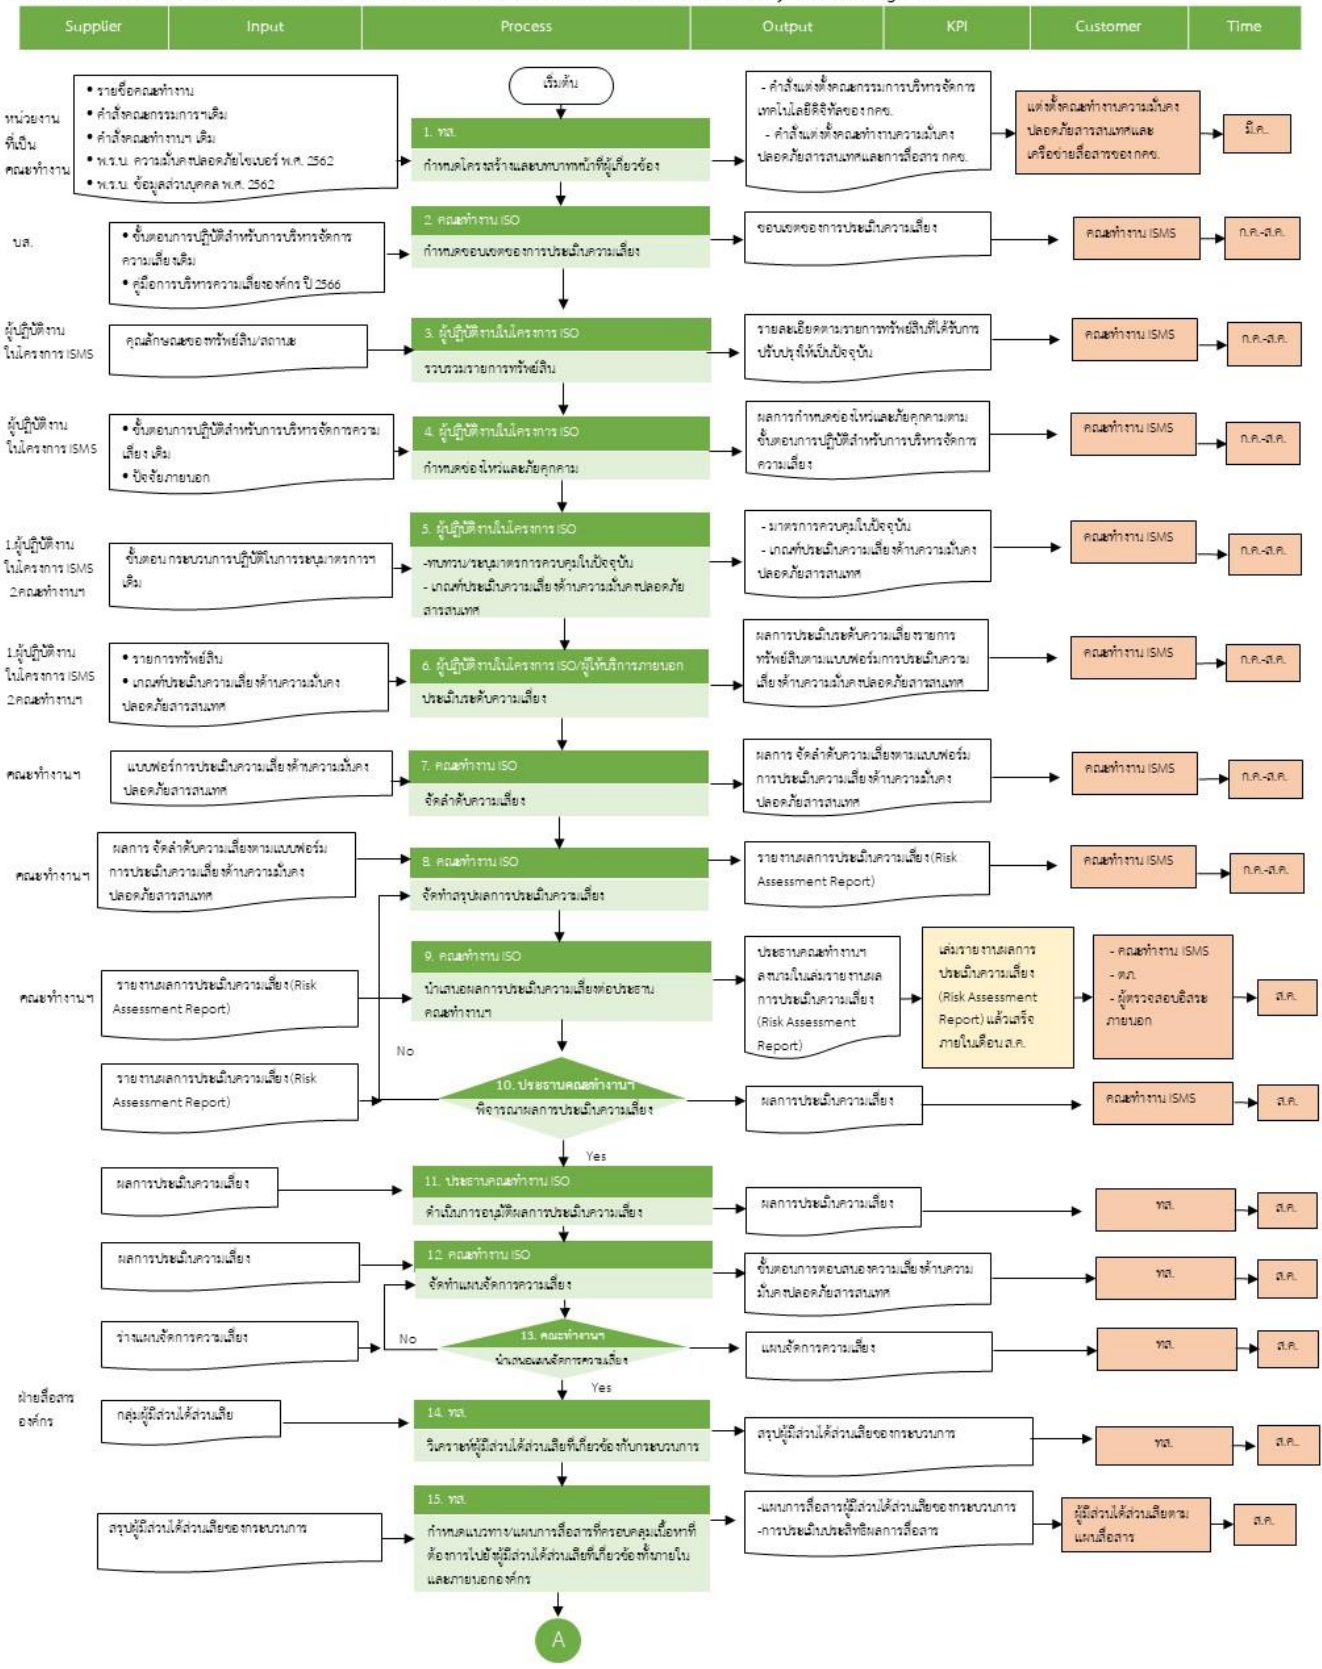 Supplier
Input
Process
Output
KPI
Customer
Time
หน่วยงาน
ที่เป็น
คณะทำงาน
• รายชื่อคณะทำงาน
• คำสั่งคณะกรรมการฯเดิม
• คำสั่งคณะทำงานฯ เดิม
• พ.ร.บ. ความมั่นคงปลอดภัยไซเบอร์ พ.ศ. 2562
• พ.ร.บ. ข้อมูลส่วนบุคคล พ.ศ. 2562
เริ่มต้น
1. ทส.
กำหนดโครงสร้างและบทบาทหน้าที่ผู้เกี่ยวข้อง
- คำสั่งแต่งตั้งคณะกรรมการบริหารจัดการ
เทคโนโลยีดิจิทัลของ กคช.
- คำสั่งแต่งตั้งคณะทำงานความมั่นคง
ปลอดภัยสารสนเทศและการสื่อสาร กคช.
แต่งตั้งคณะทำงานความมั่นคง
ปลอดภัยสารสนเทศและ
เครือข่ายสื่อสารของ กคช.
มี.ค..
บส.
• ขั้นตอนการปฏิบัติสำหรับการบริหารจัดการ
ความเสี่ยงเดิม
• คู่มือการบริหารความเสี่ยงองค์กร ปี 2566
2. คณะทำงาน ISO
กำหนดขอบเขตของการประเมินความเสี่ยง
ขอบเขตของการประเมินความเสี่ยง
คณะทำงาน ISMS
ก.ค.-ส.ค.
ผู้ปฏิบัติงาน
ในโครงการ ISMS
คุณลักษณะของทรัพย์สิน/สถานะ
3. ผู้ปฏิบัติงานในโครงการ ISO
รวบรวมรายการทรัพย์สิน
รายละเอียดตามรายการทรัพย์สินที่ได้รับการ
ปรับปรุงให้เป็นปัจจุบัน
คณะทำงาน ISMS
ก.ค.-ส.ค.
ผู้ปฏิบัติงาน
ในโครงการ ISMS
• ขั้นตอนการปฏิบัติสำหรับการบริหารจัดการความ
เสี่ยง เดิม
• ปัจจัยภายนอก
4. ผู้ปฏิบัติงานในโครงการ ISO
กำหนดช่องโหว่และภัยคุกคาม
ผลการกำหนดช่องโหว่และภัยคุกคามตาม
ขั้นตอนการปฏิบัติสำหรับการบริหารจัดการ
ความเสี่ยง
คณะทำงาน ISMS
ก.ค.-ส.ค.
1.ผู้ปฏิบัติงาน
ในโครงการ ISMS
2.คณะทำงานฯ
ขั้นตอน กระบวนการปฏิบัติในการระบุมาตรการฯ
เดิม
5. ผู้ปฏิบัติงานในโครงการ ISO
-ทบทวน/ระบุมาตรการควบคุมในปัจจุบัน
- เกณฑ์ประเมินความเสี่ยงด้านความมั่นคงปลอดภัย
สารสนเทศ
- มาตรการควบคุมในปัจจุบัน
- เกณฑ์ประเมินความเสี่ยงด้านความมั่นคง
ปลอดภัยสารสนเทศ
คณะทำงาน ISMS
ก.ค.-ส.ค.
1.ผู้ปฏิบัติงาน
ในโครงการ ISMS
2.คณะทำงานฯ
• รายการทรัพย์สิน
• เกณฑ์ประเมินความเสี่ยงด้านความมั่นคง
ปลอดภัยสารสนเทศ
6. ผู้ปฏิบัติงานในโครงการ ISO/ผู้ให้บริการภายนอก
ประเมินระดับความเสี่ยง
ผลการประเมินระดับความเสี่ยงรายการ
ทรัพย์สินตามแบบฟอร์มการประเมินความ
เสี่ยงด้านความมั่นคงปลอดภัยสารสนเทศ
คณะทำงาน ISMS
ก.ค.-ส.ค.
คณะทำงานฯ
แบบฟอร์การประเมินความเสี่ยงด้านความมั่นคง
ปลอดภัยสารสนเทศ
7. คณะทำงาน ISO
จัดลำดับความเสี่ยง
ผลการ จัดลำดับความเสี่ยงตามแบบฟอร์ม
การประเมินความเสี่ยงด้านความมั่นคง
ปลอดภัยสารสนเทศ
คณะทำงาน ISMS
ก.ค.-ส.ค.
คณะทำงานฯ
ผลการ จัดลำดับความเสี่ยงตามแบบฟอร์ม
การประเมินความเสี่ยงด้านความมั่นคง
ปลอดภัยสารสนเทศ
8. คณะทำงาน ISO
จัดทำสรุปผลการประเมินความเสี่ยง
รายงานผลการประเมินความเสี่ยง (Risk
Assessment Report)
คณะทำงาน ISMS
ก.ค.-ส.ค.
คณะทำงานฯ
รายงานผลการประเมินความเสี่ยง (Risk
Assessment Report)
9. คณะทำงาน ISO
นำเสนอผลการประเมินความเสี่ยงต่อประธาน
คณะทำงานฯ
ประธานคณะทำงานฯ
ลงนามในเล่มรายงานผล
การประเมินความเสี่ยง
(Risk Assessment
Report)
เล่มรายงานผลการ
ประเมินความเสี่ยง
(Risk Assessment
Report) แล้วเสร็จ
ภายในเดือน ส.ค.
- คณะทำงาน ISMS
- ตภ.
- ผู้ตรวจสอบอิสระ
ภายนอก
ส.ค.
No
รายงานผลการประเมินความเสี่ยง (Risk
Assessment Report)
10. ประธานคณะทำงานฯ
พิจารณาผลการประเมินความเสี่ยง
ผลการประเมินความเสี่ยง
คณะทำงาน ISMS
ส.ค.
Yes
ผลการประเมินความเสี่ยง
11. ประธานคณะทำงาน ISO
ดำเนินการอนุมัติผลการประเมินความเสี่ยง
ผลการประเมินความเสี่ยง
ทส.
ส.ค.
ผลการประเมินความเสี่ยง
12. คณะทำงาน ISO
จัดทำแผนจัดการความเสี่ยง
ขั้นตอนการตอบสนองความเสี่ยงด้านความ
มั่นคงปลอดภัยสารสนเทศ
ทส.
ส.ค.
ร่างแผนจัดการความเสี่ยง
No
13. คณะทำงานฯ
นำเสนอแผนจัดการความเสี่ยง
แผนจัดการความเสี่ยง
ทส.
ส.ค.
Yes
ฝ่ายสื่อสาร
องค์กร
กลุ่มผู้มีส่วนได้ส่วนเสีย
14. ทส.
วิเคราะห์ผู้มีส่วนได้ส่วนเสียที่เกี่ยวข้องกับกระบวนการ
สรุปผู้มีส่วนได้ส่วนเสียของกระบวนการ
ทส.
ส.ค..
สรุปผู้มีส่วนได้ส่วนเสียของกระบวนการ
15. ทส.
กำหนดแนวทาง/แผนการสื่อสารที่ครอบคลุมเนื้อหาที่
ต้องการไปยังผู้มีส่วนได้ส่วนเสียที่เกี่ยวข้องทั้งภายใน
และภายนอกองค์กร
-แผนการสื่อสารผู้มีส่วนได้ส่วนเสียของกระบวนการ
-การประเมินประสิทธิผลการสื่อสาร
ผู้มีส่วนได้ส่วนเสียตาม
แผนสื่อสาร
ส.ค.
A